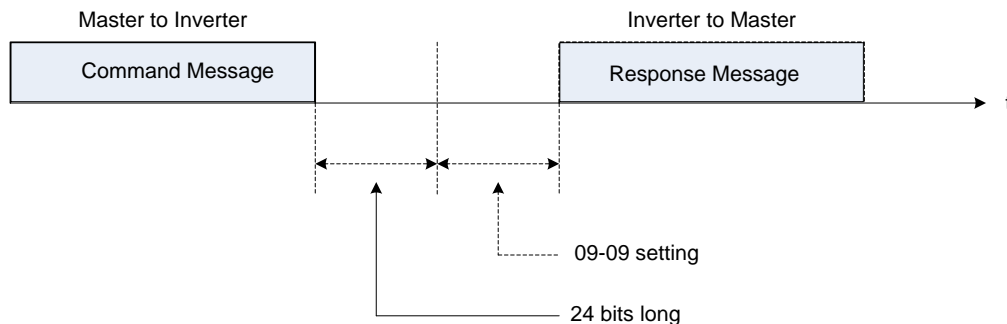 Master to Inverter
Inverter to Master
Command Message
Response Message
t
09-09 setting
24 bits long